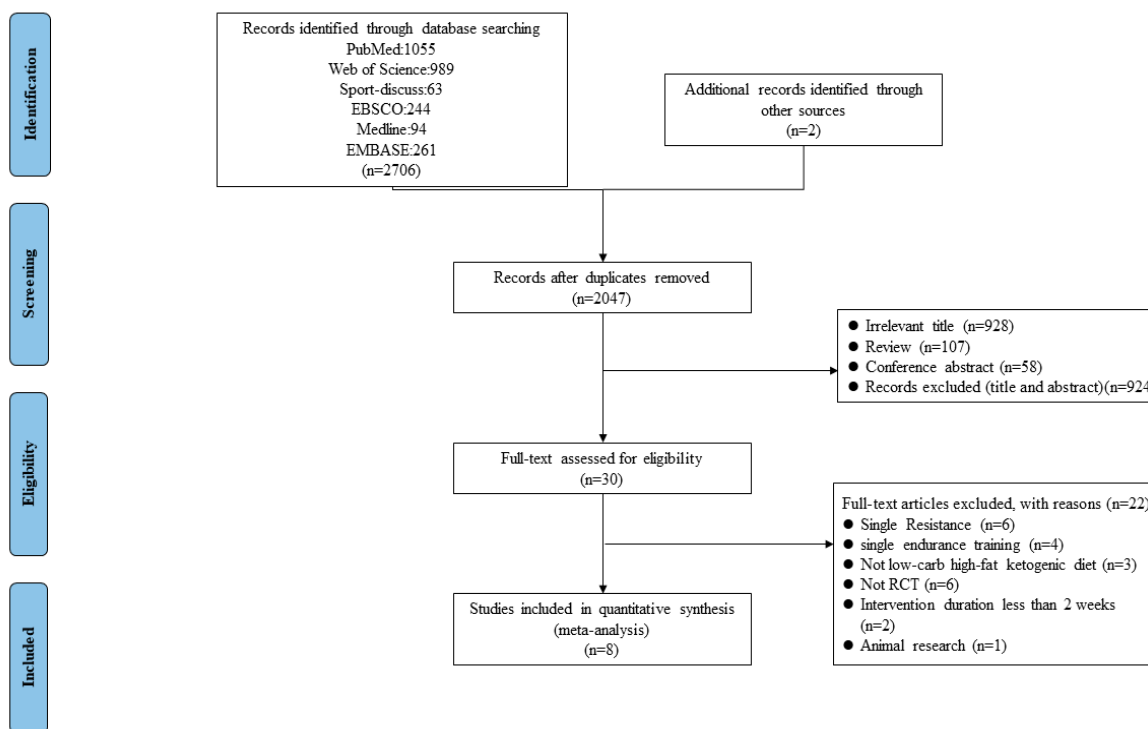 Identification
Records identified through database searching
PubMed:1055
Web of Science:989
Sport-discuss:63
EBSCO:244
Medline:94
EMBASE:261
(n=2706)
Additional records identified through
other sources
(n=2)
Screening
Records after duplicates removed
(n=2047)
● Irrelevant title (n=928)
● Review (n=107)
● Conference abstract (n=58)
● Records excluded (title and abstract)(n=924
Eligibility
Full-text assessed for eligibility
(n=30)
Full-text articles excluded, with reasons (n=22)
● Single Resistance (n=6)
● single endurance training (n=4)
● Not low-carb high-fat ketogenic diet (n=3)
● Not RCT (n=6)
● Intervention duration less than 2 weeks
(n=2)
● Animal research (n=1)
Included
Studies included in quantitative synthesis
(meta-analysis)
(n=8)